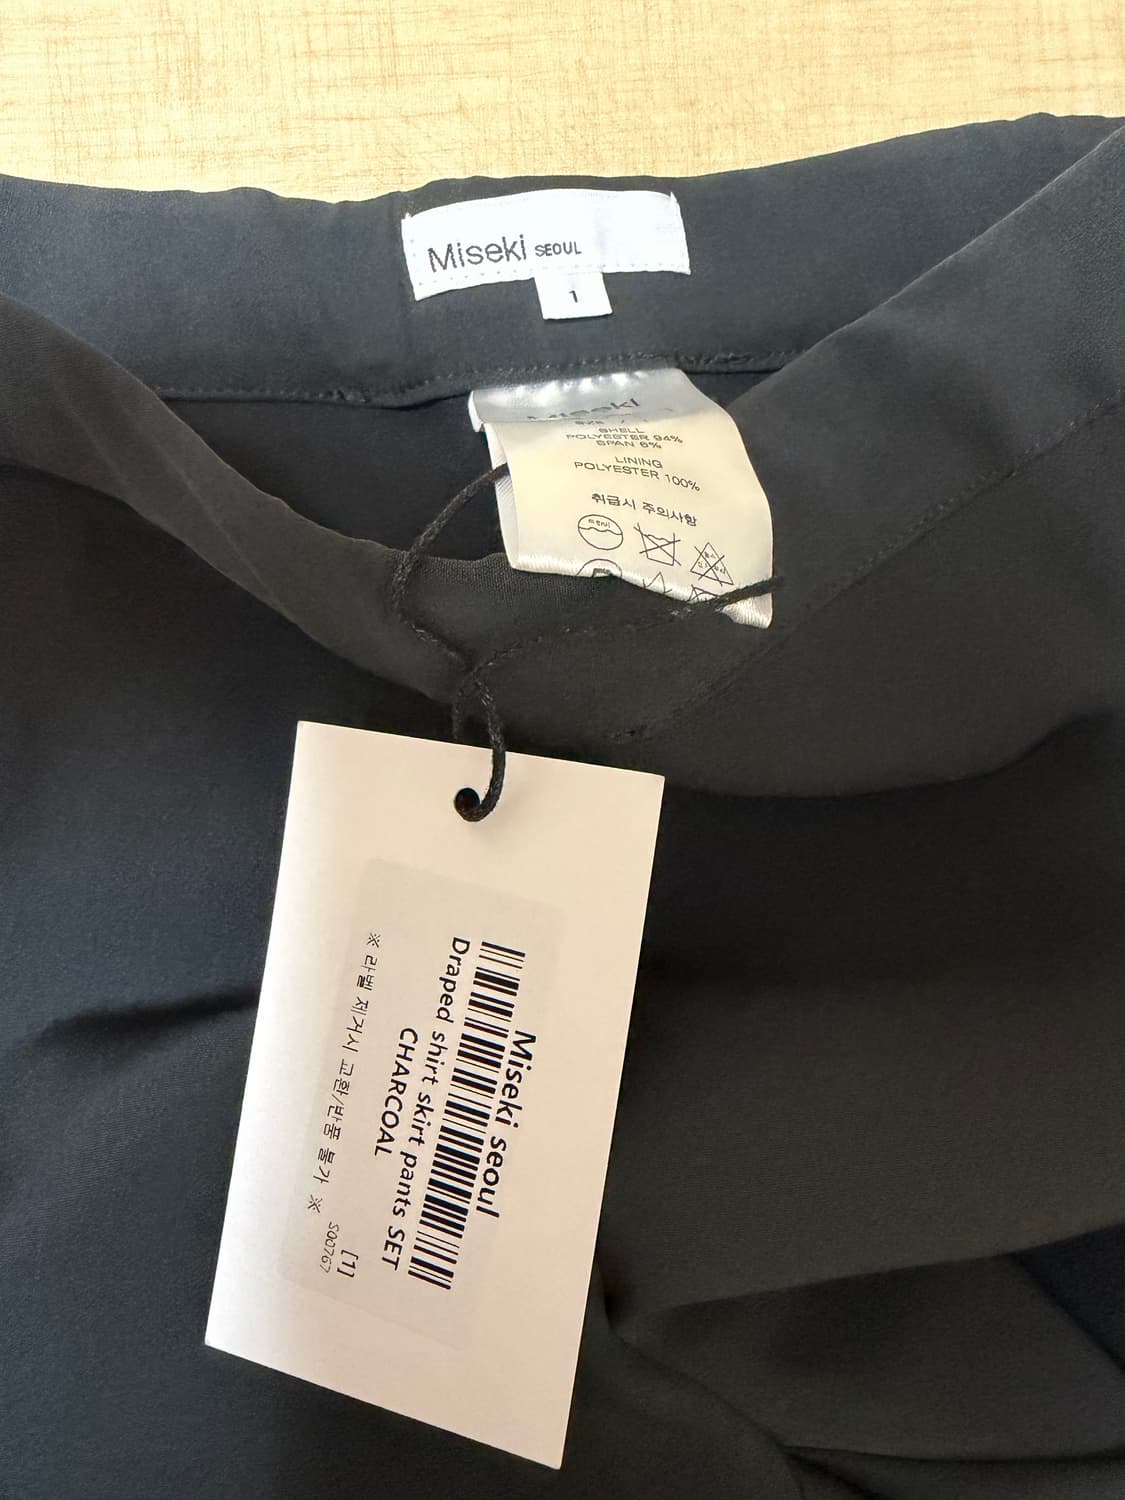 Miseki SEOUL
1
Miseki
SHELL
POLYESTER 94%
SPAN 6%
LINING
POLYESTER 100%
취급시 주의사항
Miseki seoul
Draped shirt skirt pants SET
CHARCOAL
[1]
※ 라벨 제거시 교환/반품 불가 ※
S00767